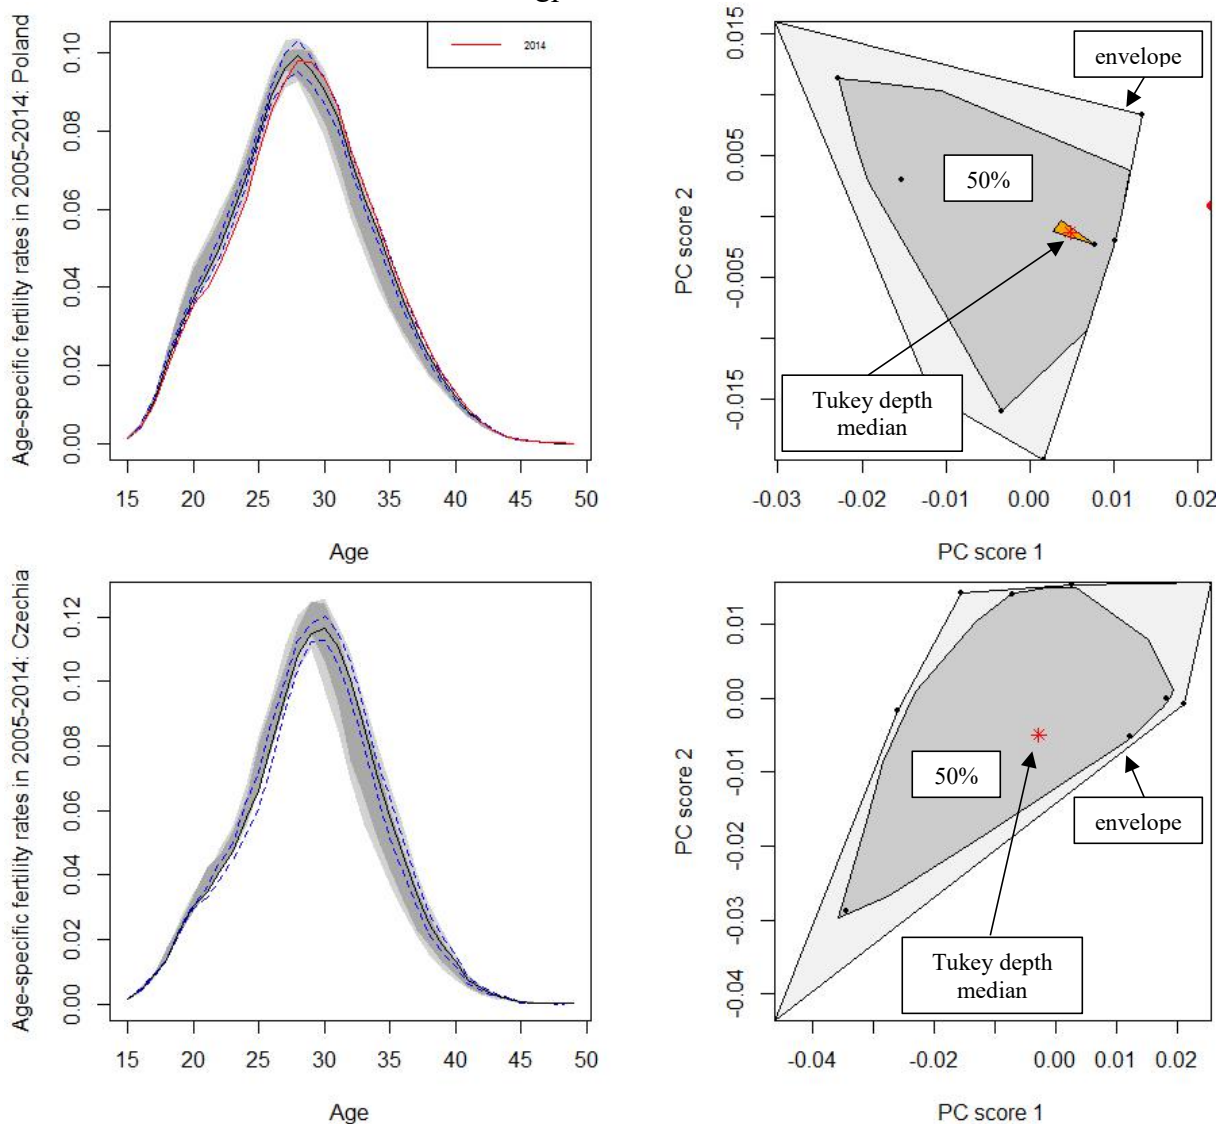 Age-specific fertility rates in 2005-2014: Poland
0.00
0.02
0.04
0.06
0.08
0.10
2014
15 20 25 30 35 40 45 50
Age
PC score 2
-0.015
-0.005
0.005
0.015
envelope
50%
Tukey depth
median
-0.03 -0.02 -0.01 0.00 0.01 0.02
PC score 1
Age-specific fertility rates in 2005-2014: Czechia
0.00
0.02
0.04
0.06
0.08
0.10
0.12
15 20 25 30 35 40 45 50
Age
PC score 2
-0.04
-0.03
-0.02
-0.01
0.00
0.01
50%
envelope
Tukey depth
median
-0.04 -0.02 0.00 0.01 0.02
PC score 1